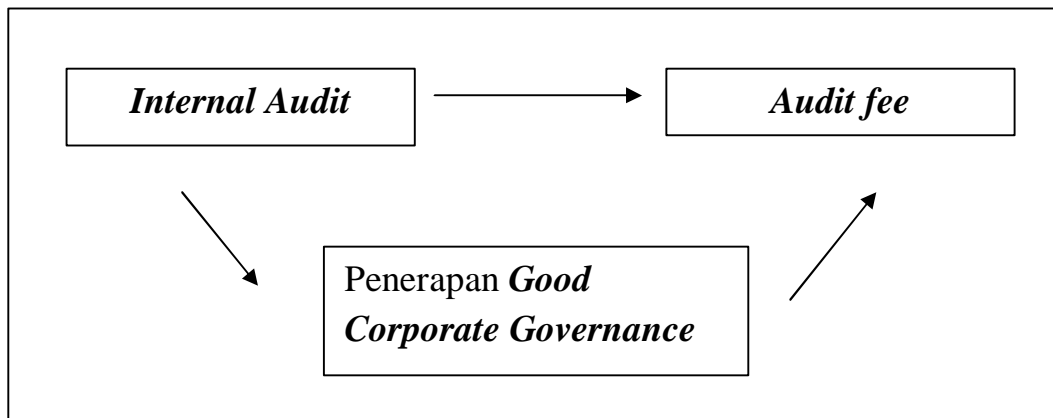 Internal Audit
Audit fee
Penerapan Good
Corporate Governance